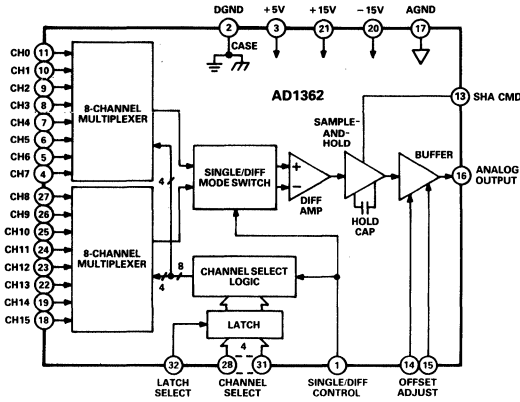 DGND +5V +15V −15V AGND
2 3 21 20 17
CASE
AD1362
CH0 11
CH1 10
CH2 9
CH3 8
CH4 7
CH5 6
CH6 5
CH7 4
8-CHANNEL
MULTIPLEXER
CH8 27
CH9 26
CH10 25
CH11 24
CH12 23
CH13 22
CH14 19
CH15 18
8-CHANNEL
MULTIPLEXER
4
8
4
SINGLE/DIFF
MODE SWITCH
+
−
DIFF
AMP
SAMPLE-
AND-
HOLD
HOLD
CAP
BUFFER
13 SHA CMD
16 ANALOG
OUTPUT
CHANNEL SELECT
LOGIC
LATCH
4
32 28 31 1 14 15
LATCH
SELECT
CHANNEL
SELECT
SINGLE/DIFF
CONTROL
OFFSET
ADJUST